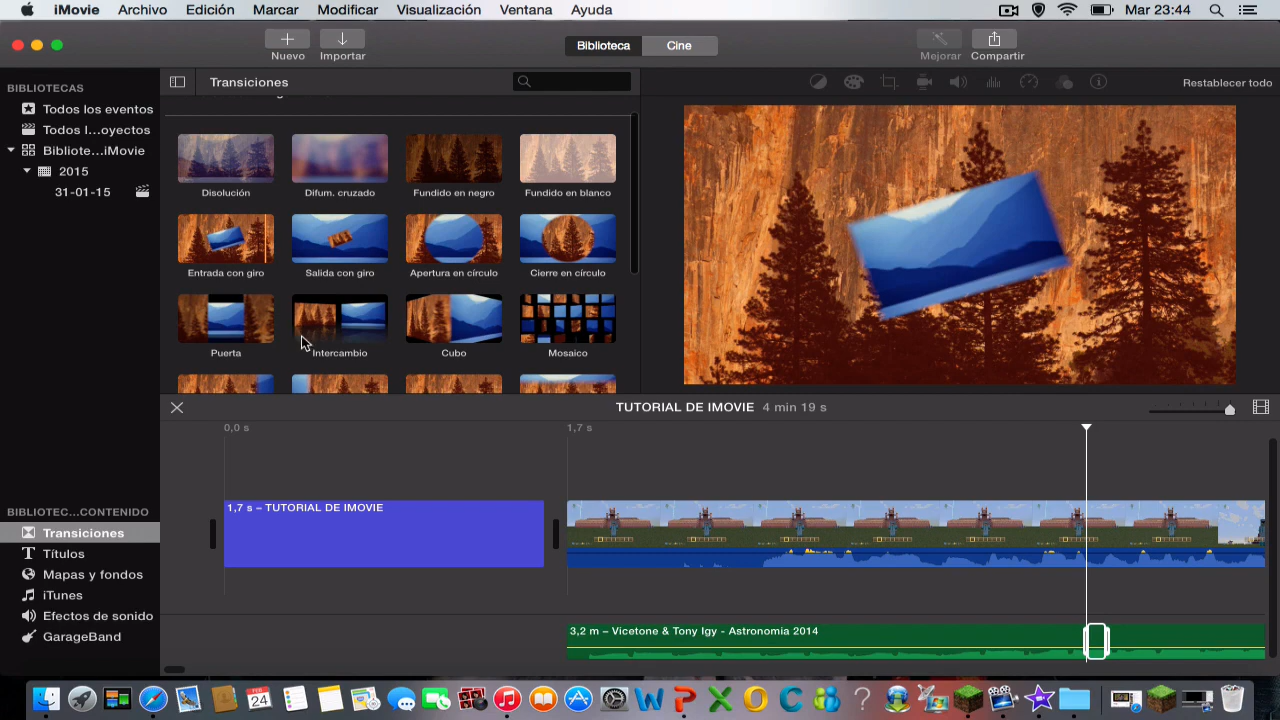 iMovie Archivo Edición Marcar Modificar Visualización Ventana Ayuda Mar 23:44
Nuevo Importar Biblioteca Cine Mejorar Compartir
BIBLIOTECAS
Todos los eventos
Todos l...oyectos
Bibliote...iMovie
2015
31-01-15
Transiciones
Restablecer todo
Disolución Difum. cruzado Fundido en negro Fundido en blanco
Entrada con giro Salida con giro Apertura en círculo Cierre en círculo
Puerta Intercambio Cubo Mosaico
TUTORIAL DE IMOVIE 4 min 19 s
0,0 s 1,7 s
1,7 s – TUTORIAL DE IMOVIE
3,2 m – Vicetone & Tony Igy - Astronomia 2014
BIBLIOTEC...CONTENIDO
Transiciones
Títulos
Mapas y fondos
iTunes
Efectos de sonido
GarageBand
FEB
24